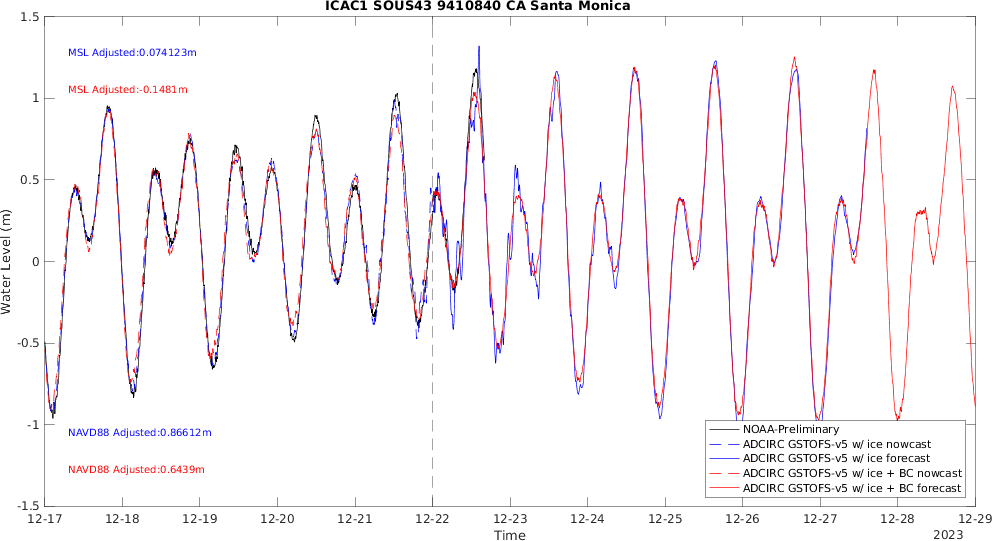 ICAC1 SOUS43 9410840 CA Santa Monica
1.5
1
0.5
0
-0.5
-1
-1.5
Water Level (m)
MSL Adjusted:0.074123m
MSL Adjusted:-0.1481m
NAVD88 Adjusted:0.86612m
NAVD88 Adjusted:0.6439m
NOAA-Preliminary
ADCIRC GSTOFS-v5 w/ ice nowcast
ADCIRC GSTOFS-v5 w/ ice forecast
ADCIRC GSTOFS-v5 w/ ice + BC nowcast
ADCIRC GSTOFS-v5 w/ ice + BC forecast
12-17 12-18 12-19 12-20 12-21 12-22 12-23 12-24 12-25 12-26 12-27 12-28 12-29
Time
2023